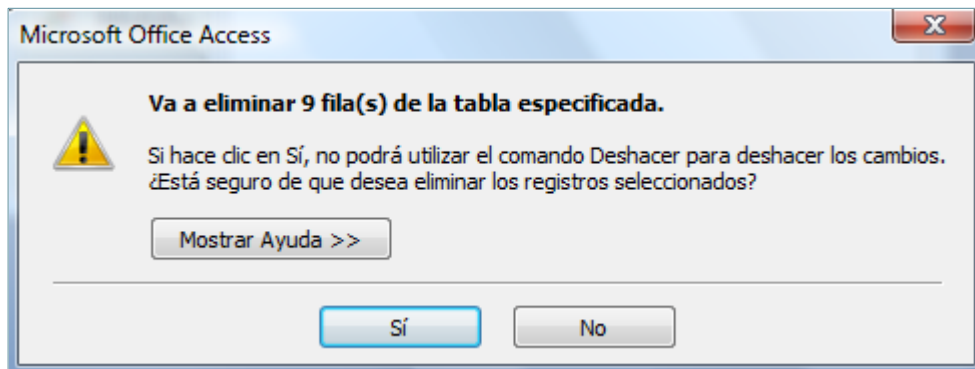 Microsoft Office Access
Va a eliminar 9 fila(s) de la tabla especificada.
Si hace clic en Sí, no podrá utilizar el comando Deshacer para deshacer los cambios.
¿Está seguro de que desea eliminar los registros seleccionados?
Mostrar Ayuda >>
Sí
No